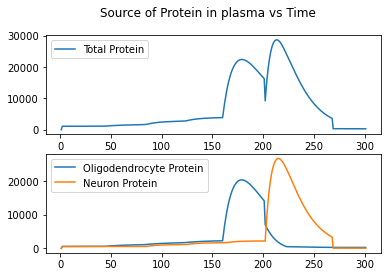 Source of Protein in plasma vs Time
30000
20000
10000
0
Total Protein
0 50 100 150 200 250 300
20000
10000
0
Oligodendrocyte Protein
Neuron Protein
0 50 100 150 200 250 300